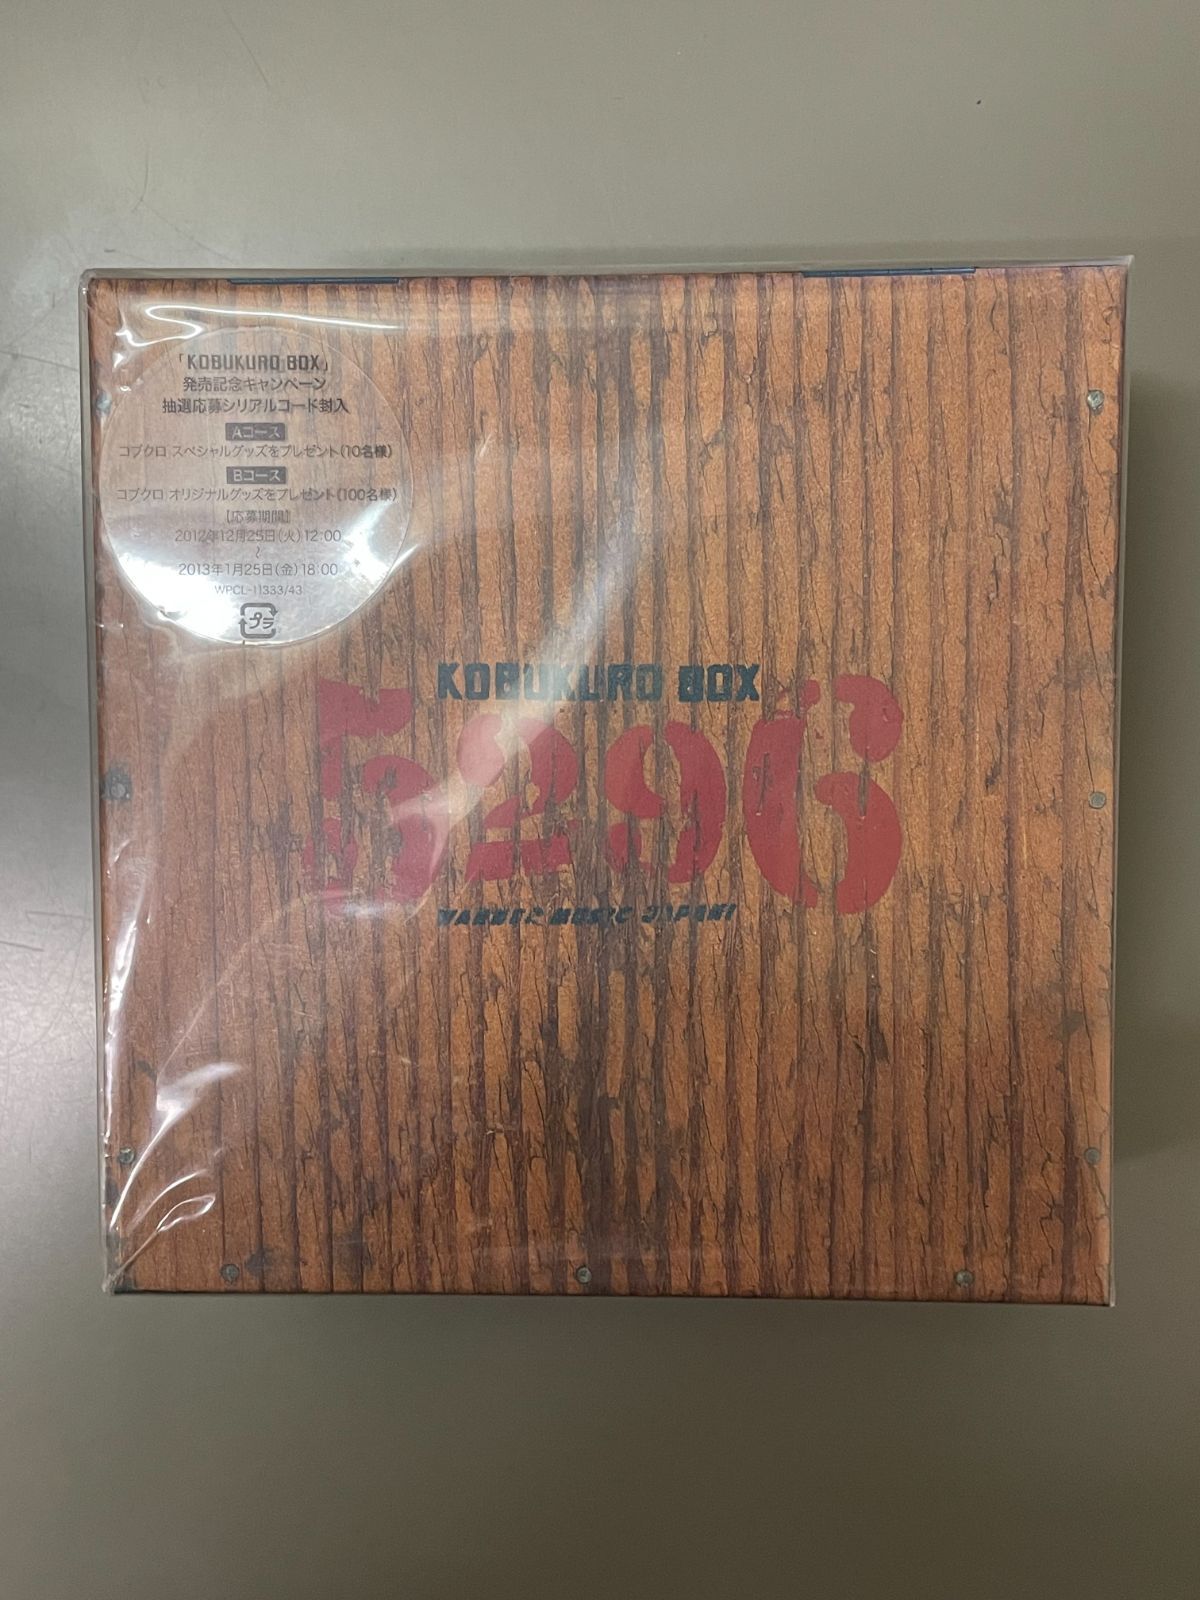 「KOBUKURO BOX」
発売記念キャンペーン
抽選応募シリアルコード封入
Aコース
コブクロ スペシャルグッズをプレゼント(10名様)
Bコース
コブクロ オリジナルグッズをプレゼント(100名様)
【応募期間】
2012年12月25日(火)12:00
〜
2013年1月25日(金)18:00
WPCL-11333/43
プラ
KOBUKURO BOX
5296
WARNER MUSIC JAPAN!